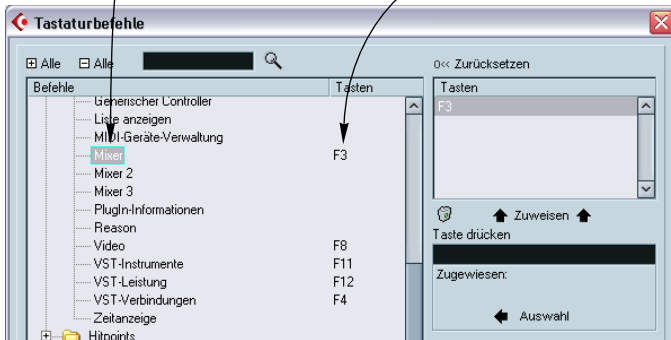 Tastaturbefehle
Alle Alle
0<< Zurücksetzen
Befehle Tasten
Generischer Controller
Liste anzeigen
MIDI-Geräte-Verwaltung
Mixer F3
Mixer 2
Mixer 3
PlugIn-Informationen
Reason
Video F8
VST-Instrumente F11
VST-Leistung F12
VST-Verbindungen F4
Zeitanzeige
Hitpoints
Tasten
F3
Zuweisen
Taste drücken
Zugewiesen:
Auswahl